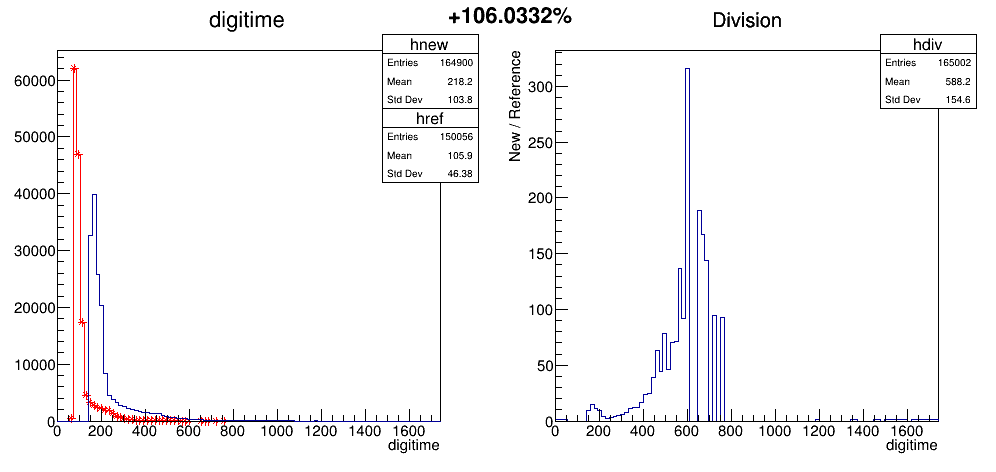 +106.0332%
digitime
hnew
Entries 164900
Mean 218.2
Std Dev 103.8
href
Entries 150056
Mean 105.9
Std Dev 46.38
60000
50000
40000
30000
20000
10000
0
0 200 400 600 800 1000 1200 1400 1600
digitime
Division
hdiv
Entries 165002
Mean 588.2
Std Dev 154.6
New / Reference
300
250
200
150
100
50
0
0 200 400 600 800 1000 1200 1400 1600
digitime